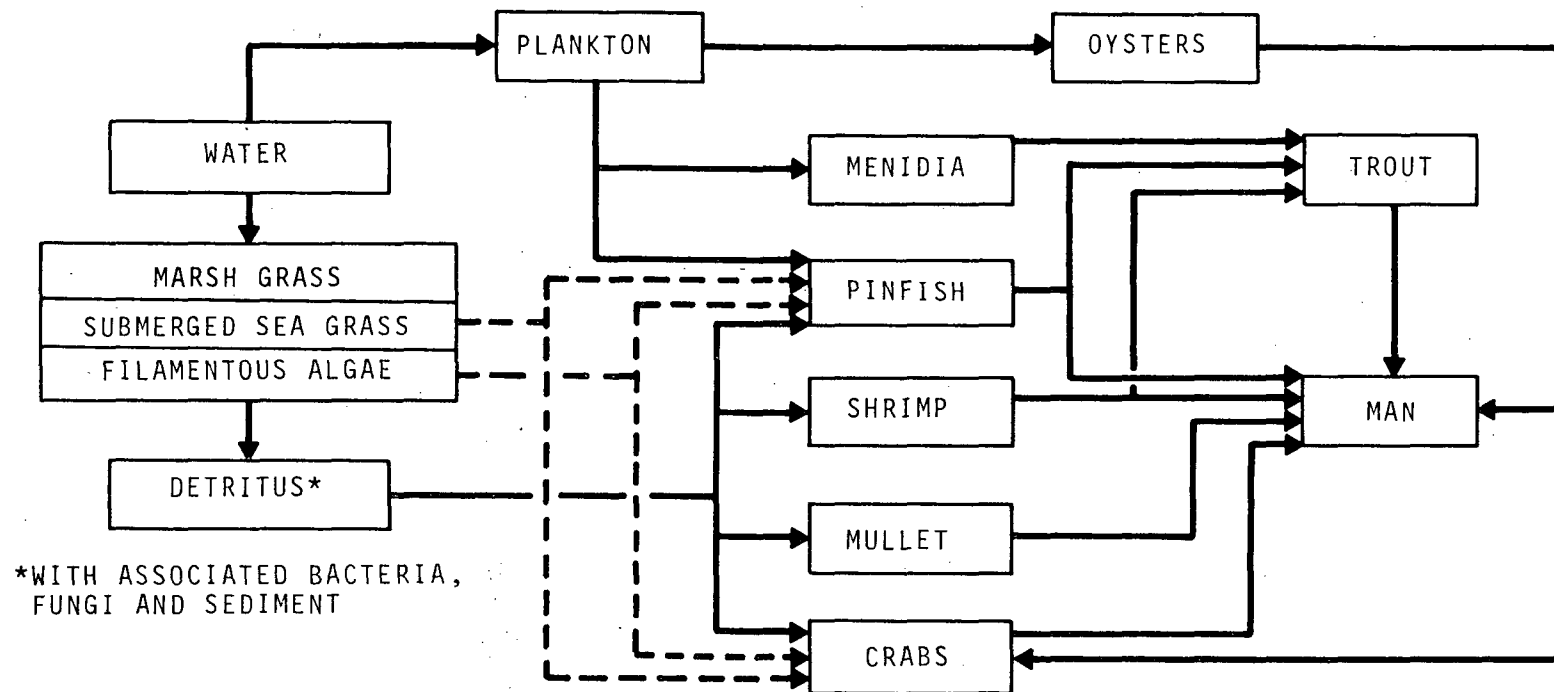 PLANKTON
OYSTERS
WATER
MENIDIA
TROUT
MARSH GRASS
SUBMERGED SEA GRASS
FILAMENTOUS ALGAE
PINFISH
SHRIMP
MAN
DETRITUS*
MULLET
*WITH ASSOCIATED BACTERIA,
FUNGI AND SEDIMENT
CRABS